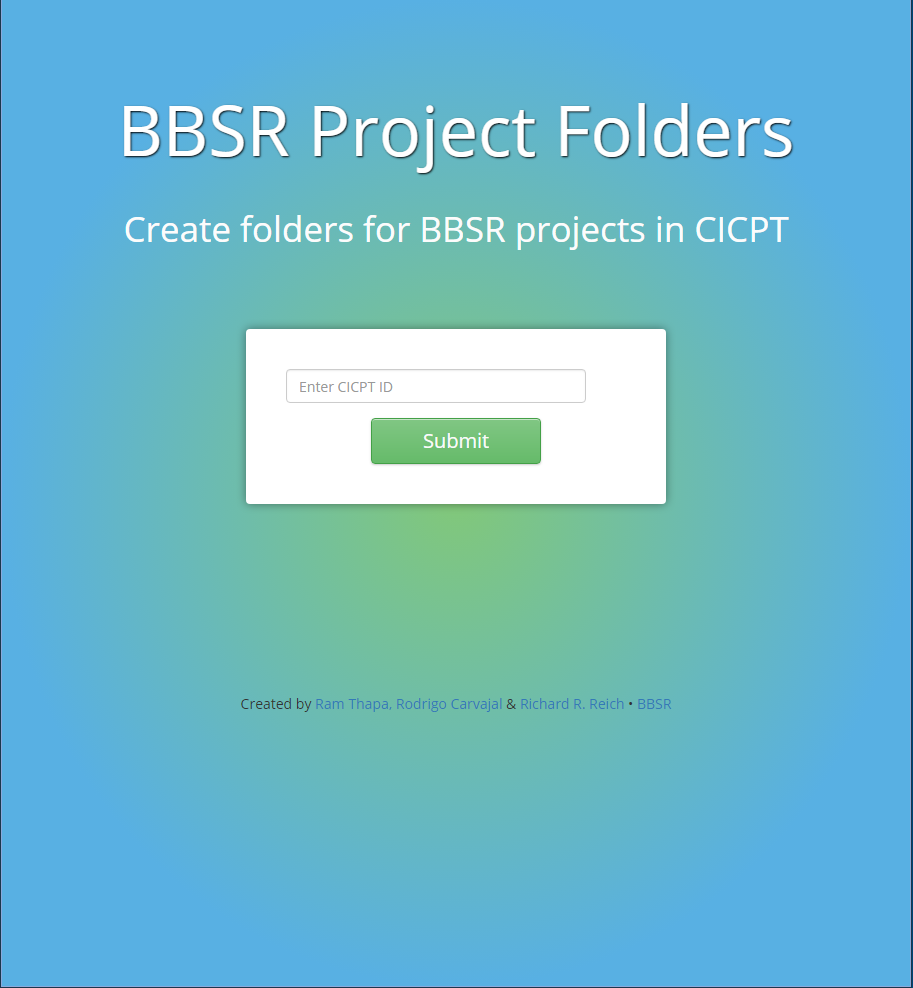 BBSR Project Folders
Create folders for BBSR projects in CICPT
Enter CICPT ID
Submit
Created by Ram Thapa, Rodrigo Carvajal & Richard R. Reich • BBSR